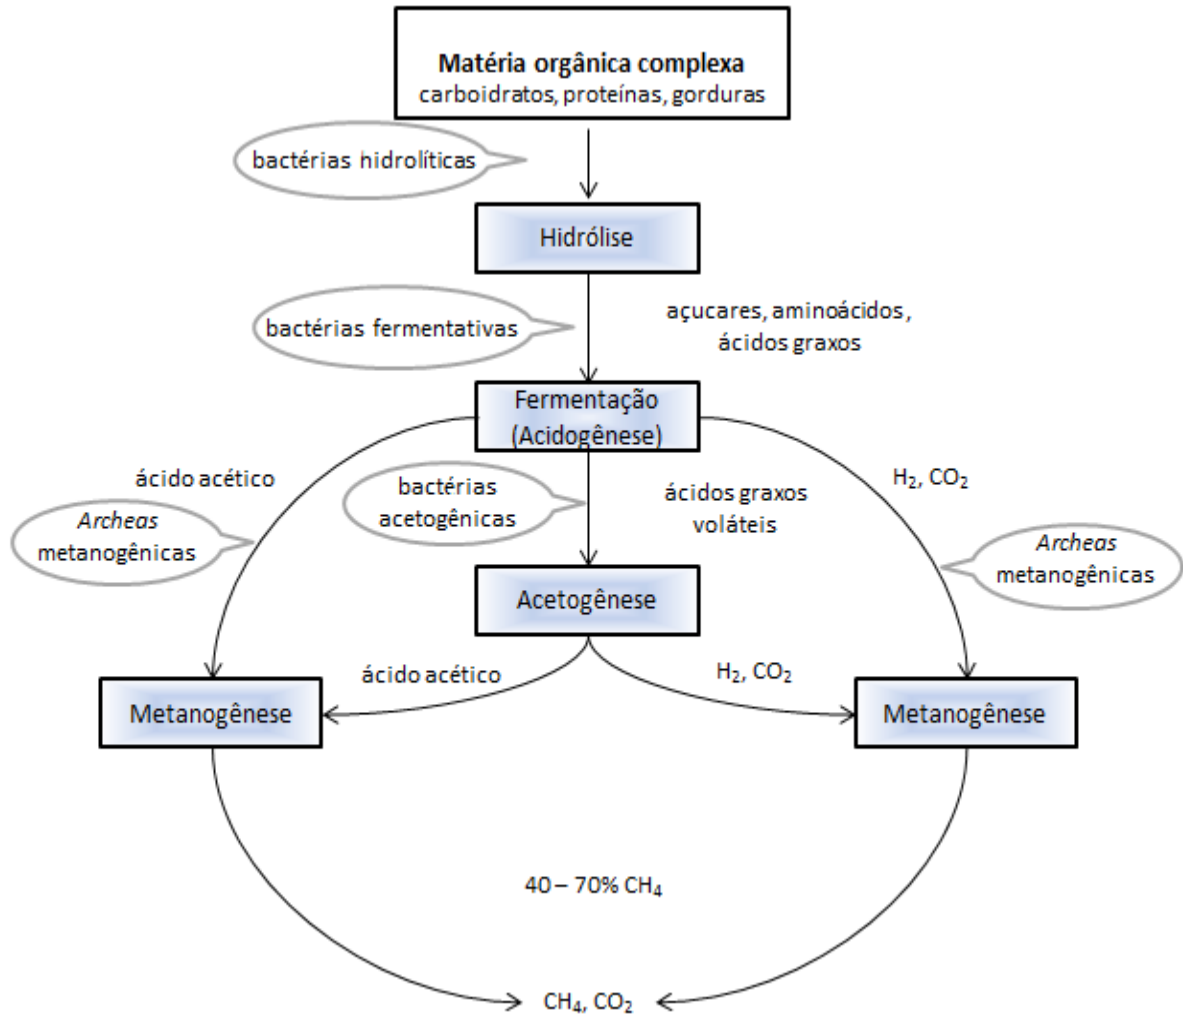 Matéria orgânica complexa
carboidratos, proteínas, gorduras
bactérias hidrolíticas
Hidrólise
bactérias fermentativas
açucares, aminoácidos,
ácidos graxos
Fermentação
(Acidogênese)
ácido acético
bactérias
acetogênicas
ácidos graxos
voláteis
H₂, CO₂
Archeas
metanogênicas
Archeas
metanogênicas
Acetogênese
ácido acético
H₂, CO₂
Metanogênese
Metanogênese
40 – 70% CH₄
CH₄, CO₂